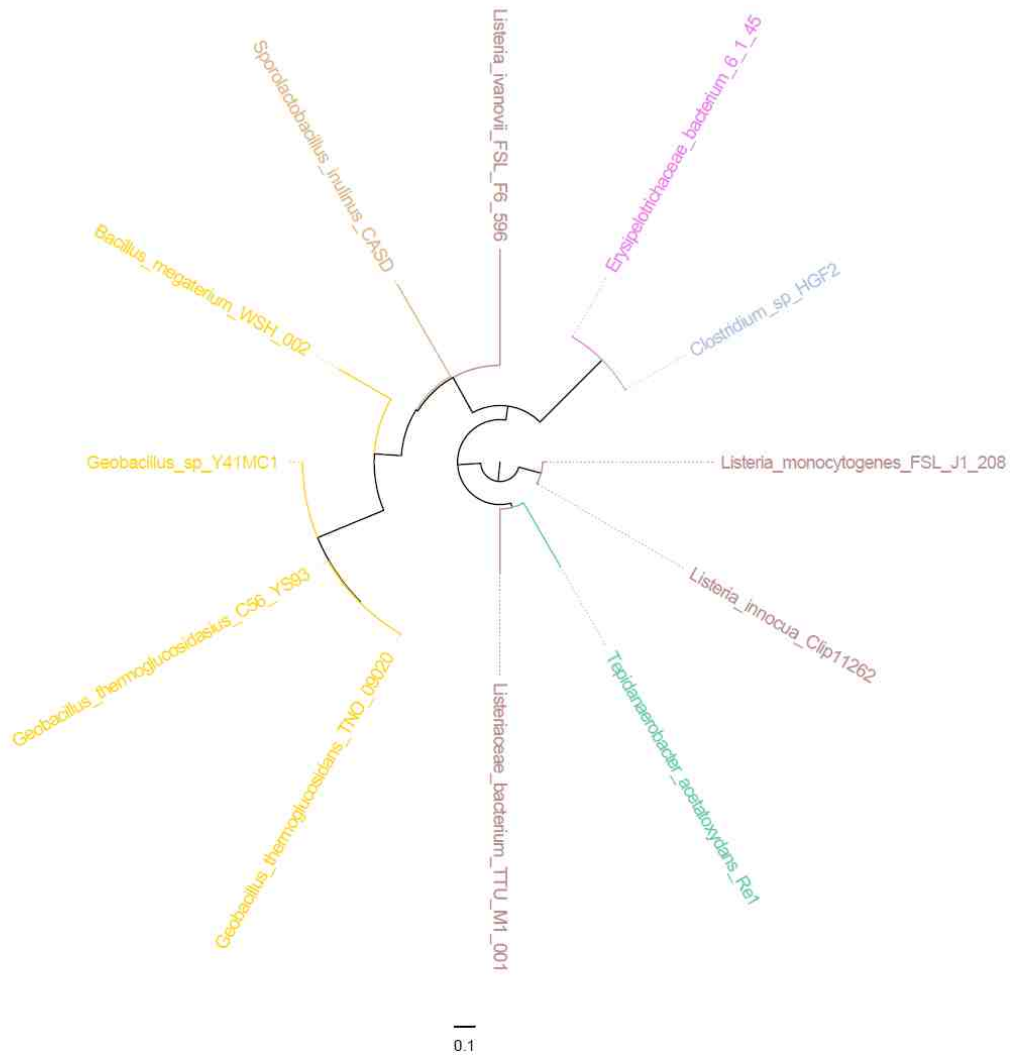 Listeria_ivanovii_FSL_F6_596
Erysipelotrichaceae_bacterium_6_1_45
Clostridium_sp_HGF2
Listeria_monocytogenes_FSL_J1_208
Listeria_innocua_Clip11262
Tepidanaerobacter_acetatoxydans_Re1
Listeriaceae_bacterium_TTU_M1_001
Geobacillus_thermoglucosidans_TNO_09020
Geobacillus_thermoglucosidasius_C56_YS93
Geobacillus_sp_Y41MC1
Bacillus_megaterium_WSH_002
Sporolactobacillus_inulinus_CASD
0.1